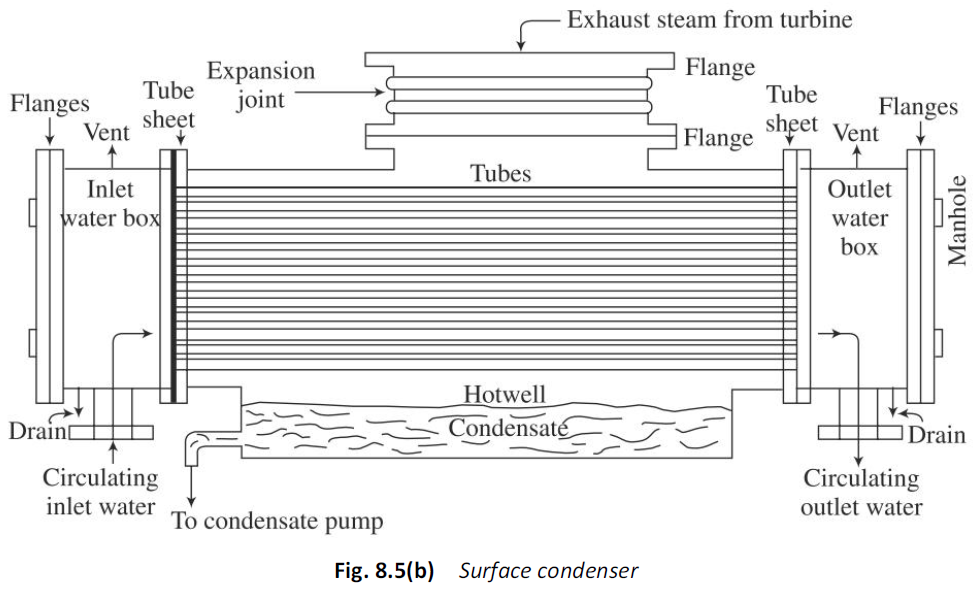 Exhaust steam from turbine
Expansion
joint
Flange
Flanges
Vent
Tube
sheet
Flange
Tube
sheet
Vent
Flanges
Inlet
water box
Tubes
Outlet
water
box
Manhole
Hotwell
Condensate
Drain
Drain
Circulating
inlet water
To condensate pump
Circulating
outlet water
Fig. 8.5(b) Surface condenser